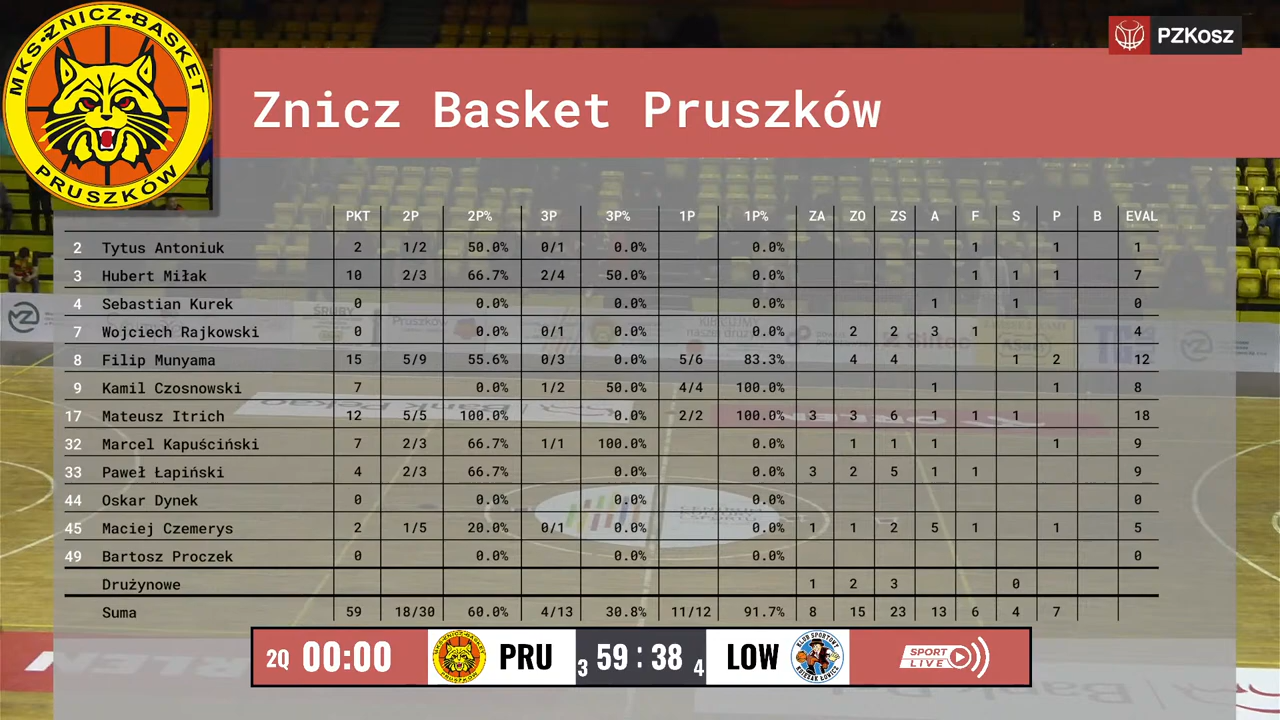 MKS·ZNICZ·BASKET
PRUSZKÓW
PZKosz
Znicz Basket Pruszków
PKT 2P 2P% 3P 3P% 1P 1P% ZA ZO ZS A F S P B EVAL
2 Tytus Antoniuk 2 1/2 50.0% 0/1 0.0% 0.0% 1 1 1
3 Hubert Miłak 10 2/3 66.7% 2/4 50.0% 0.0% 1 1 1 7
4 Sebastian Kurek 0 0.0% 0.0% 0.0% 1 1 0
7 Wojciech Rajkowski 0 0.0% 0/1 0.0% 0.0% 2 2 3 1 4
8 Filip Munyama 15 5/9 55.6% 0/3 0.0% 5/6 83.3% 4 4 1 2 12
9 Kamil Czosnowski 7 0.0% 1/2 50.0% 4/4 100.0% 1 1 8
17 Mateusz Itrich 12 5/5 100.0% 0.0% 2/2 100.0% 3 3 6 1 1 1 18
32 Marcel Kapuściński 7 2/3 66.7% 1/1 100.0% 0.0% 1 1 1 1 9
33 Paweł Łapiński 4 2/3 66.7% 0.0% 0.0% 3 2 5 1 1 9
44 Oskar Dynek 0 0.0% 0.0% 0.0% 0
45 Maciej Czemerys 2 1/5 20.0% 0/1 0.0% 0.0% 1 1 2 5 1 1 5
49 Bartosz Proczek 0 0.0% 0.0% 0.0% 0
Drużynowe 1 2 3 0
Suma 59 18/30 60.0% 4/13 30.8% 11/12 91.7% 8 15 23 13 6 4 7
2Q 00:00 PRU 3 59:38 4 LOW SPORT LIVE